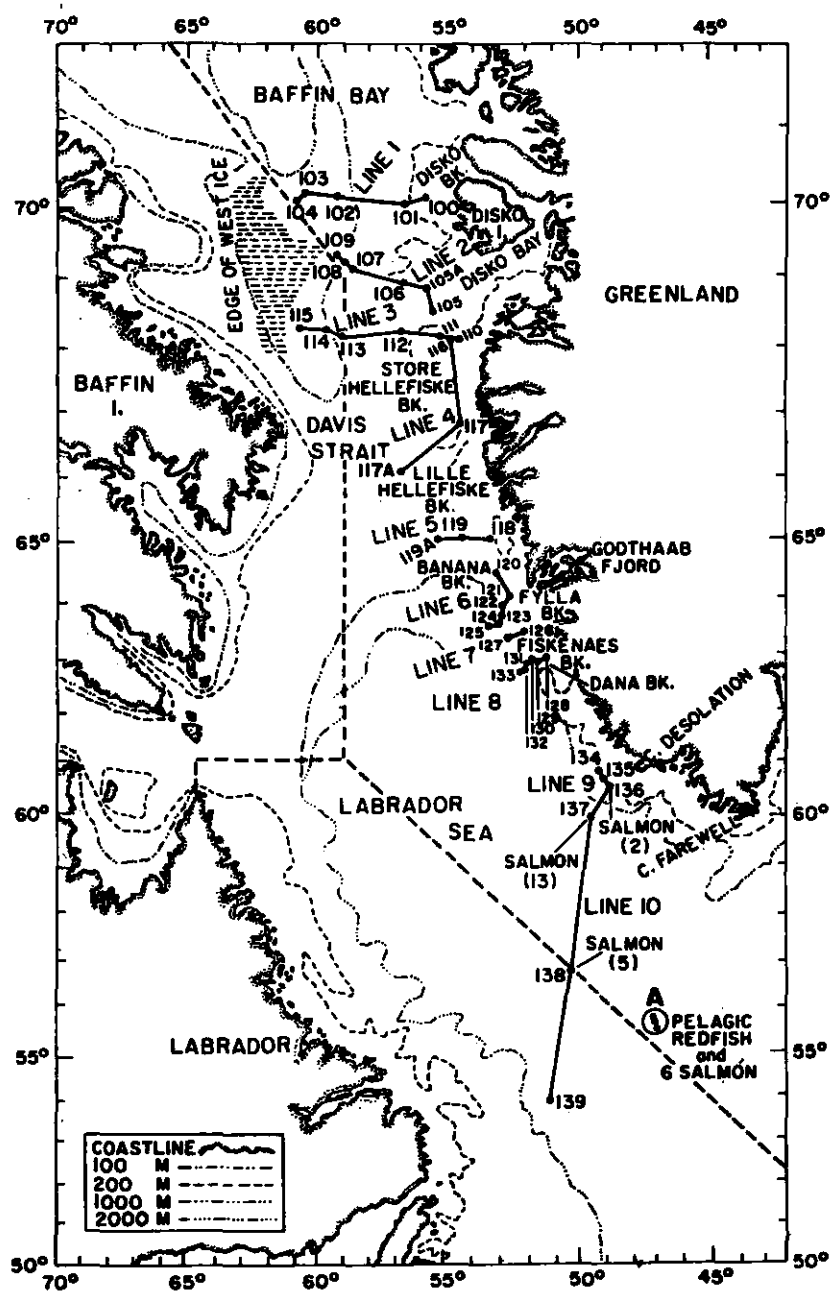 70° 65° 60° 55° 50° 45°
BAFFIN BAY
LINE 1
DISKO BK.
103
104
102
101
100
70°
70°
EDGE OF WEST ICE
DISKO I.
109
108
107
LINE 2
105A
DISKO BAY
106
105
GREENLAND
115
LINE 3
114
113
112
111
110
116
STORE
HELLEFISKE
BK.
BAFFIN
I.
DAVIS
STRAIT
LINE 4
117
117A
LILLE
HELLEFISKE
BK.
65°
65°
LINE 5
119
118
119A
GODTHAAB
FJORD
BANANA
BK.
120
121
FYLLA
BK.
LINE 6
122
123
124
125
126
127
LINE 7
FISKENAES
BK.
131
133
DANA BK.
LINE 8
128
129
130
132
C. DESOLATION
134
135
LINE 9
136
137
60°
60°
LABRADOR
SEA
SALMON
(2)
SALMON
(13)
C. FAREWELL
LINE 10
SALMON
(5)
138
A
PELAGIC
REDFISH
and
6 SALMON
55°
55°
LABRADOR
139
COASTLINE
100 M
200 M
1000 M
2000 M
50°
50°
70° 65° 60° 55° 50° 45°